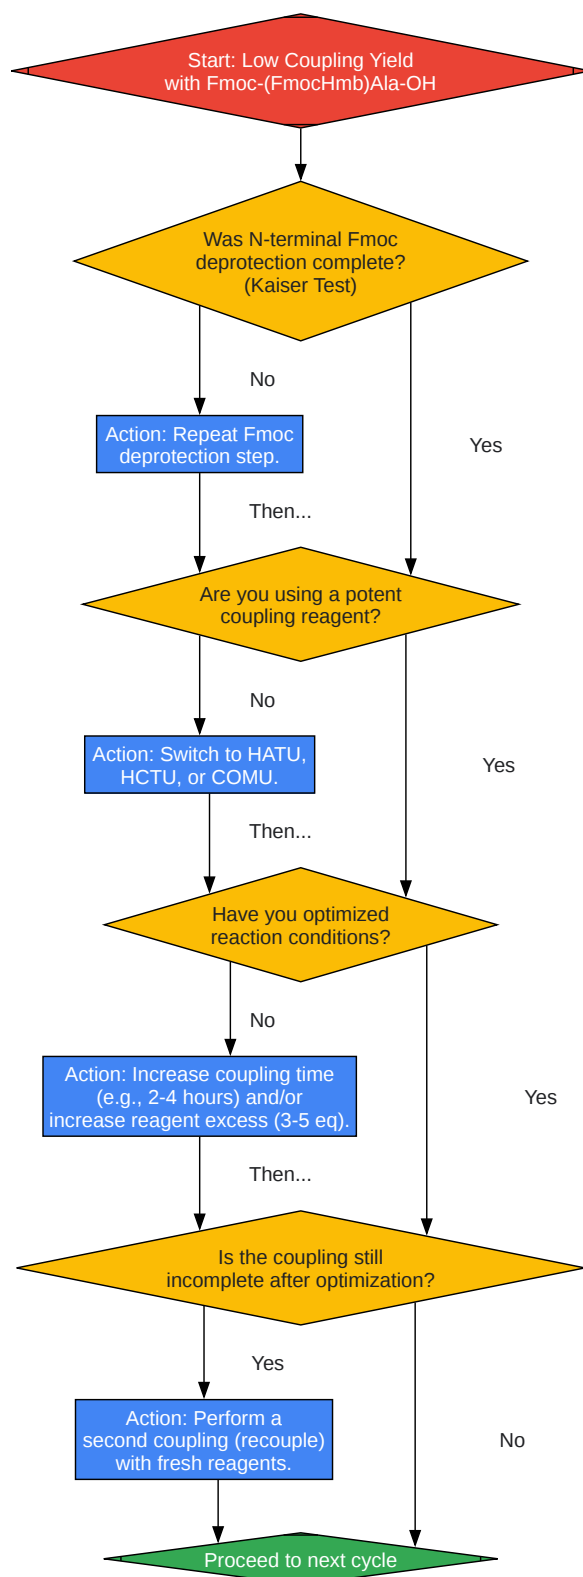 Start: Low Coupling Yield
with Fmoc-(FmocHmb)Ala-OH
Was N-terminal Fmoc
deprotection complete?
(Kaiser Test)
No
Yes
Action: Repeat Fmoc
deprotection step.
Then...
Are you using a potent
coupling reagent?
No
Yes
Action: Switch to HATU,
HCTU, or COMU.
Then...
Have you optimized
reaction conditions?
No
Yes
Action: Increase coupling time
(e.g., 2-4 hours) and/or
increase reagent excess (3-5 eq).
Then...
Is the coupling still
incomplete after optimization?
Yes
No
Action: Perform a
second coupling (recouple)
with fresh reagents.
Proceed to next cycle